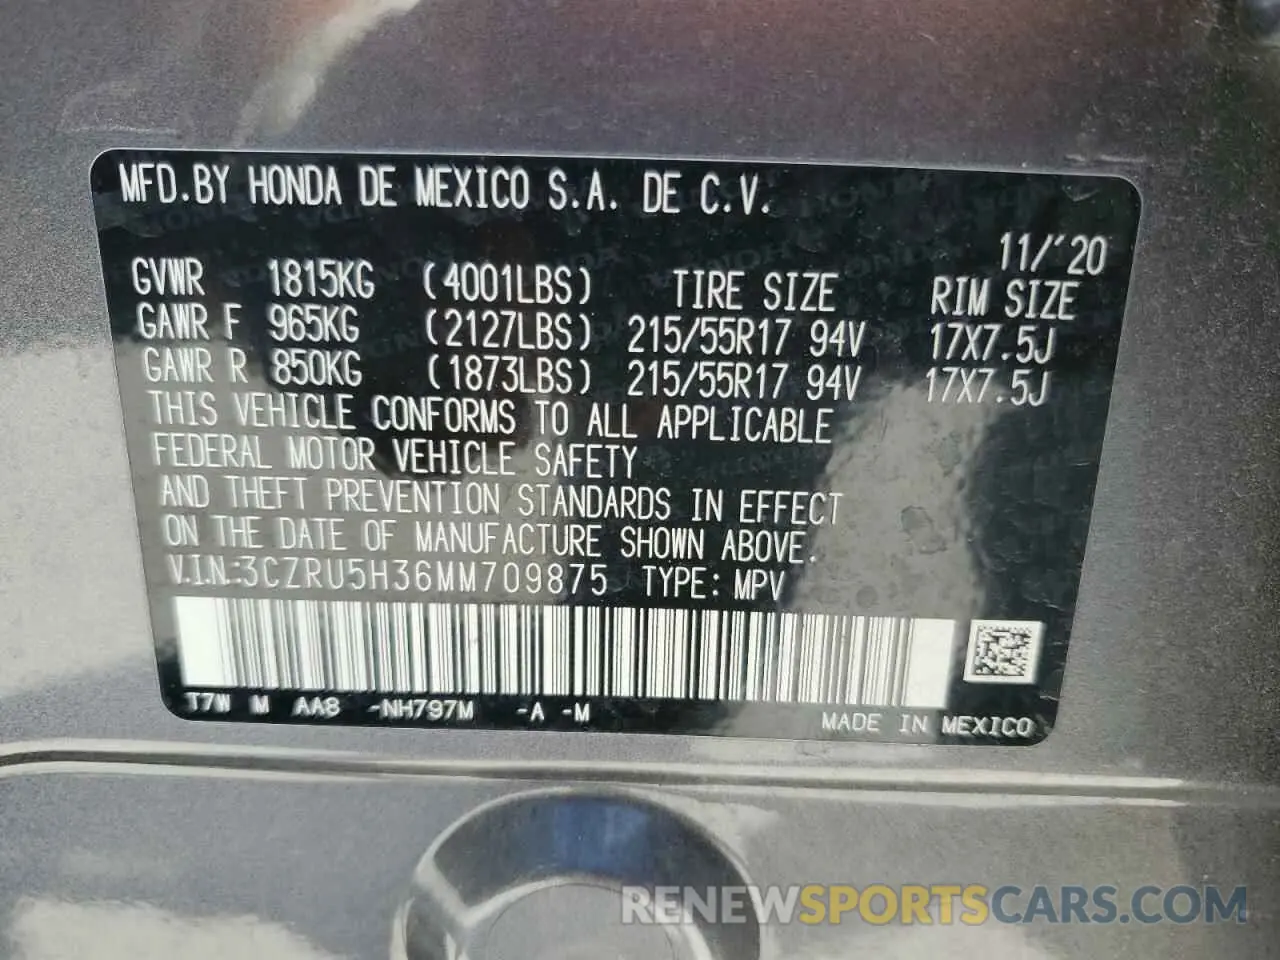 MFD.BY HONDA DE MEXICO S.A. DE C.V.
11/'20
GVWR 1815KG (4001LBS) TIRE SIZE RIM SIZE
GAWR F 965KG (2127LBS) 215/55R17 94V 17X7.5J
GAWR R 850KG (1873LBS) 215/55R17 94V 17X7.5J
THIS VEHICLE CONFORMS TO ALL APPLICABLE
FEDERAL MOTOR VEHICLE SAFETY
AND THEFT PREVENTION STANDARDS IN EFFECT
ON THE DATE OF MANUFACTURE SHOWN ABOVE.
V.I.N.:3CZRU5H36MM709875 TYPE: MPV
T7W M AA8 -NH797M -A -M
MADE IN MEXICO
RENEWSPORTSCARS.COM